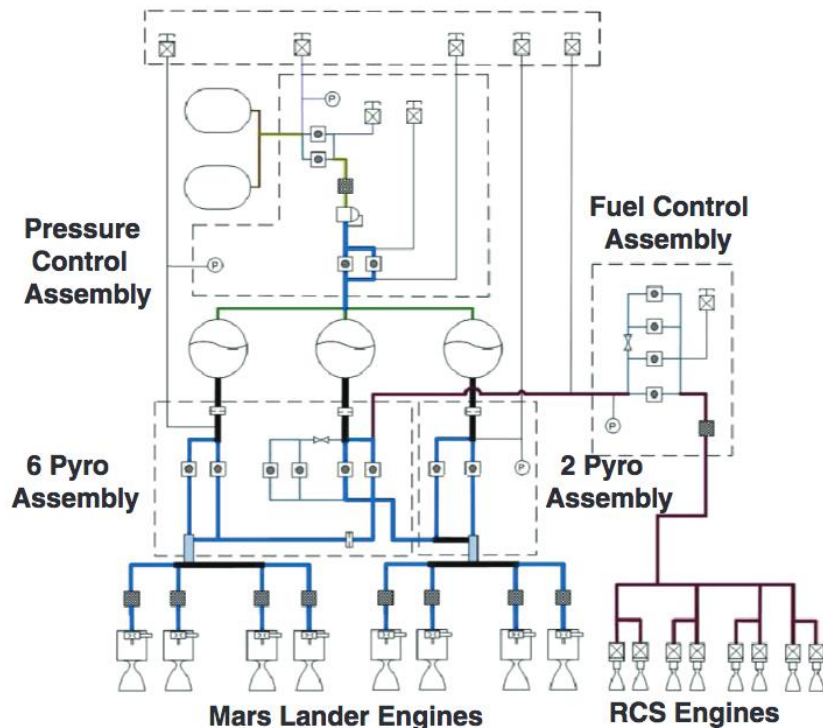 P
Pressure
Control
Assembly
P
Fuel Control
Assembly
P
6 Pyro
Assembly
P
2 Pyro
Assembly
Mars Lander Engines
RCS Engines